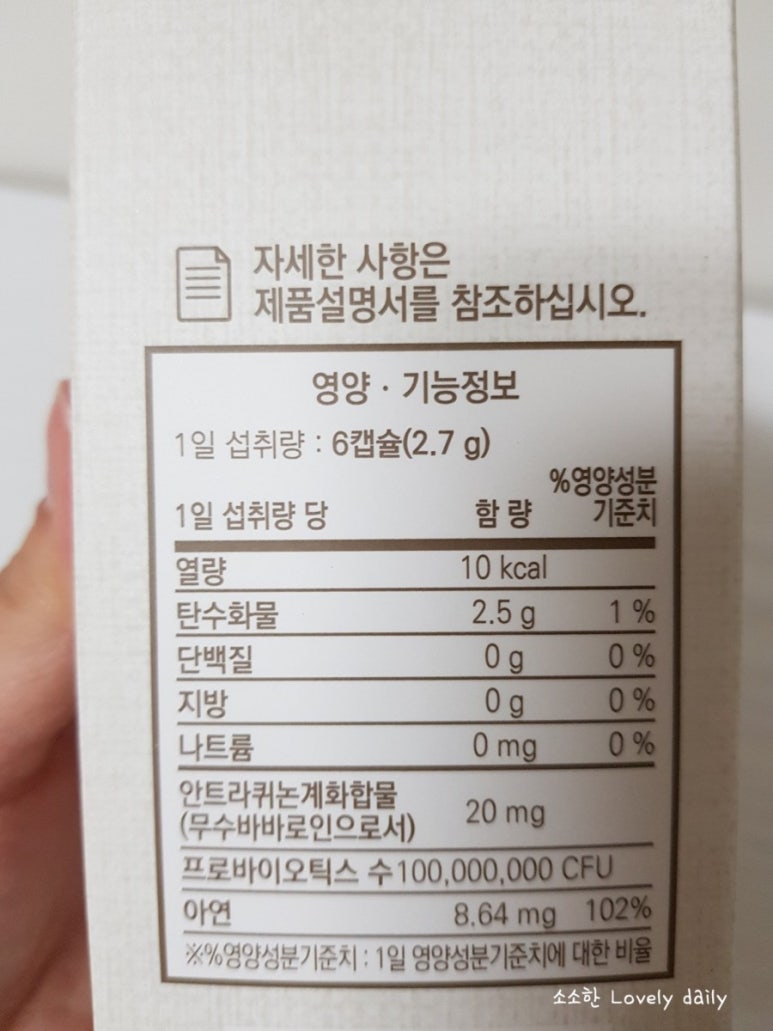 자세한 사항은
제품설명서를 참조하십시오.
영양 · 기능정보
1일 섭취량 : 6캡슐(2.7 g)
%영양성분
1일 섭취량 당 함 량 기준치
열량 10 kcal
탄수화물 2.5 g 1 %
단백질 0 g 0 %
지방 0 g 0 %
나트륨 0 mg 0 %
안트라퀴논계화합물
(무수바바로인으로서) 20 mg
프로바이오틱스 수 100,000,000 CFU
아연 8.64 mg 102%
※%영양성분기준치 : 1일 영양성분기준치에 대한 비율
소소한 Lovely daily